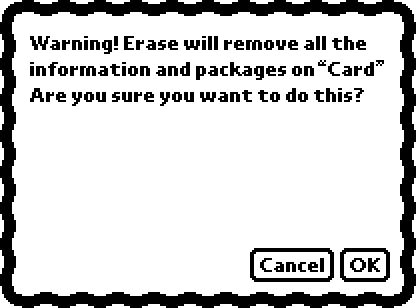 Warning! Erase will remove all the
information and packages on “Card”
Are you sure you want to do this?
Cancel OK